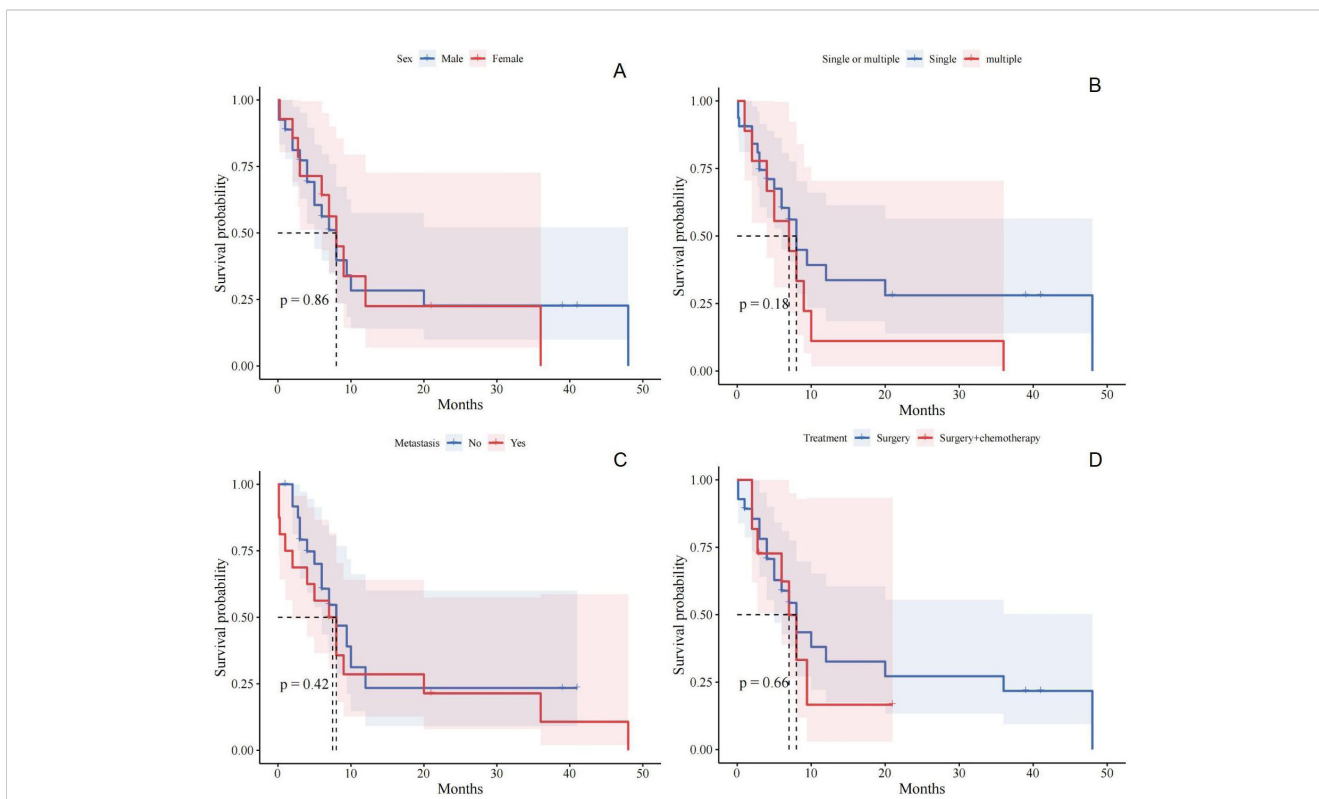 Sex Male Female
A
1.00
0.75
0.50
0.25
0.00
Survival probability
p = 0.86
0 10 20 30 40 50
Months
Single or multiple Single multiple
B
1.00
0.75
0.50
0.25
0.00
Survival probability
p = 0.18
0 10 20 30 40 50
Months
Metastasis No Yes
C
1.00
0.75
0.50
0.25
0.00
Survival probability
p = 0.42
0 10 20 30 40 50
Months
Treatment Surgery Surgery+chemotherapy
D
1.00
0.75
0.50
0.25
0.00
Survival probability
p = 0.66
0 10 20 30 40 50
Months